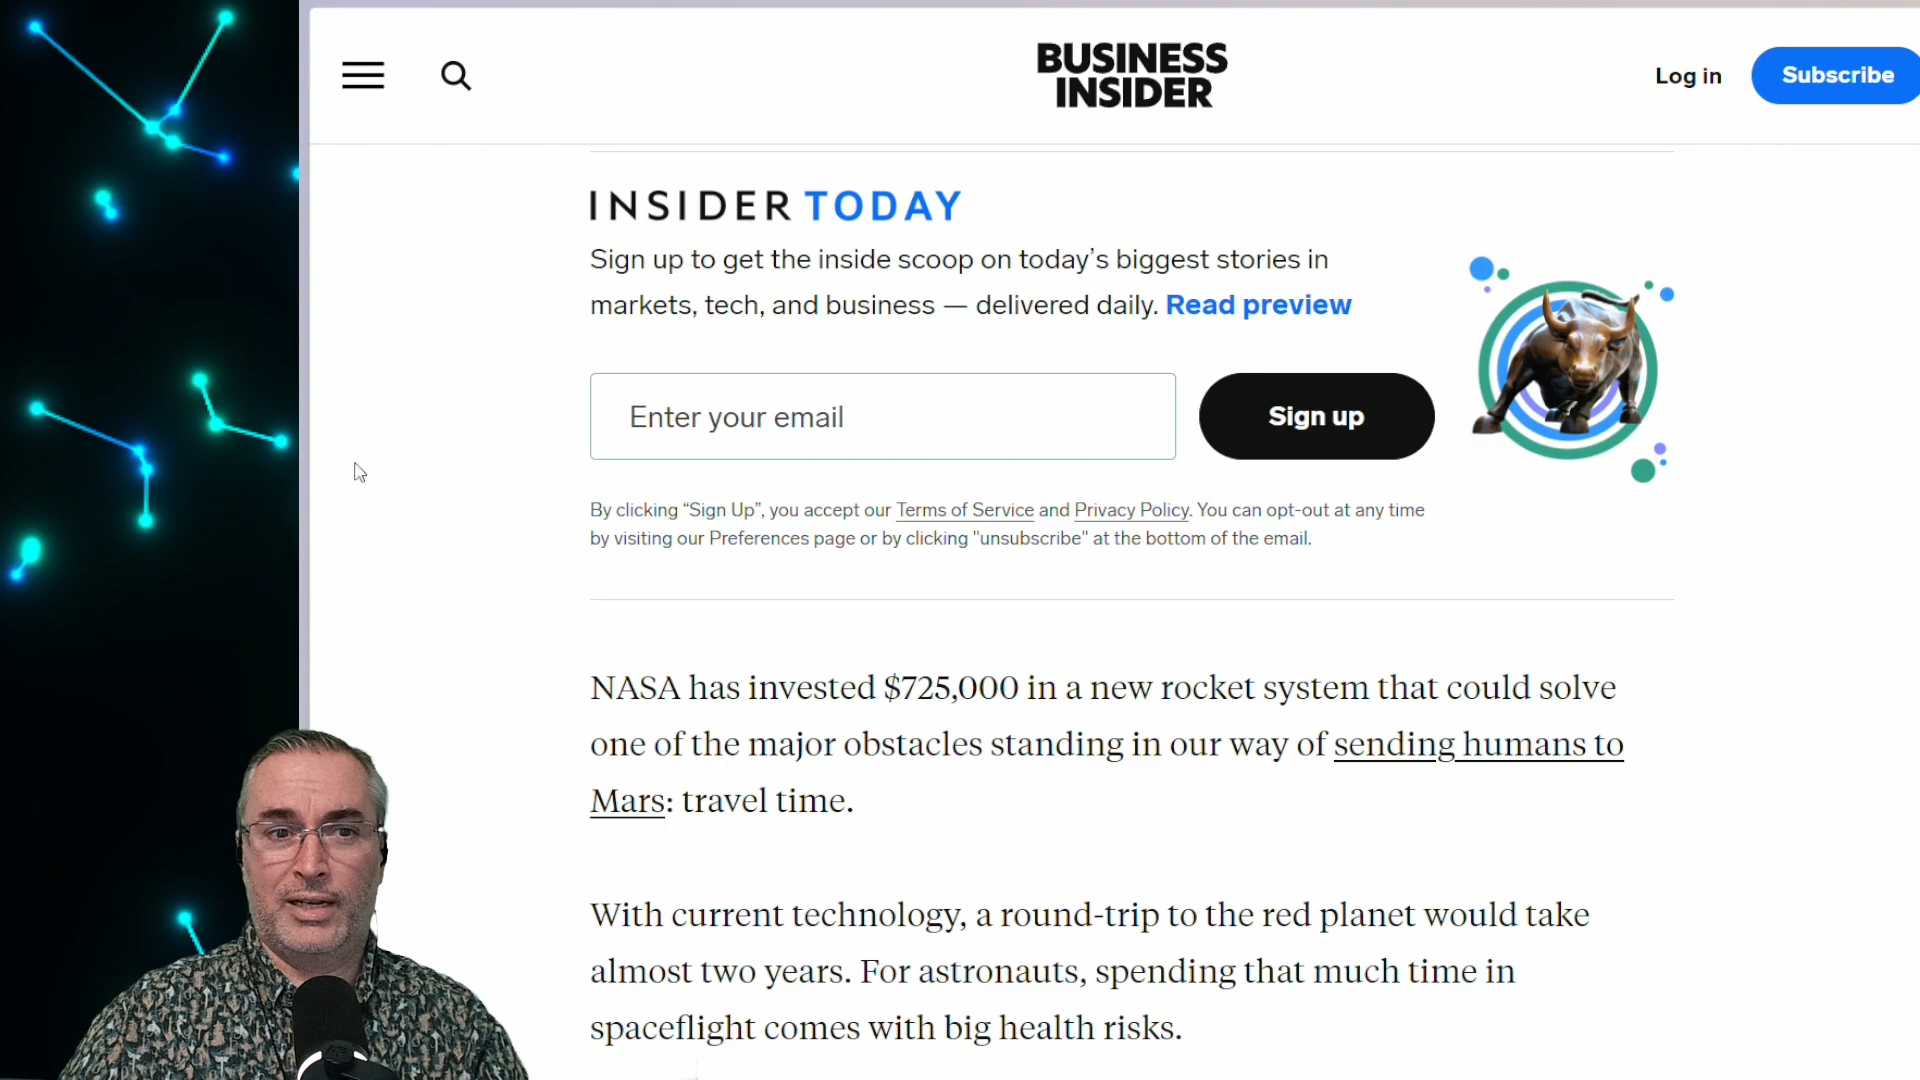 BUSINESS
INSIDER
Log in
Subscribe
INSIDER TODAY
Sign up to get the inside scoop on today’s biggest stories in
markets, tech, and business — delivered daily. Read preview
Enter your email
Sign up
By clicking “Sign Up”, you accept our Terms of Service and Privacy Policy. You can opt-out at any time
by visiting our Preferences page or by clicking "unsubscribe" at the bottom of the email.
NASA has invested $725,000 in a new rocket system that could solve
one of the major obstacles standing in our way of sending humans to
Mars: travel time.
With current technology, a round-trip to the red planet would take
almost two years. For astronauts, spending that much time in
spaceflight comes with big health risks.